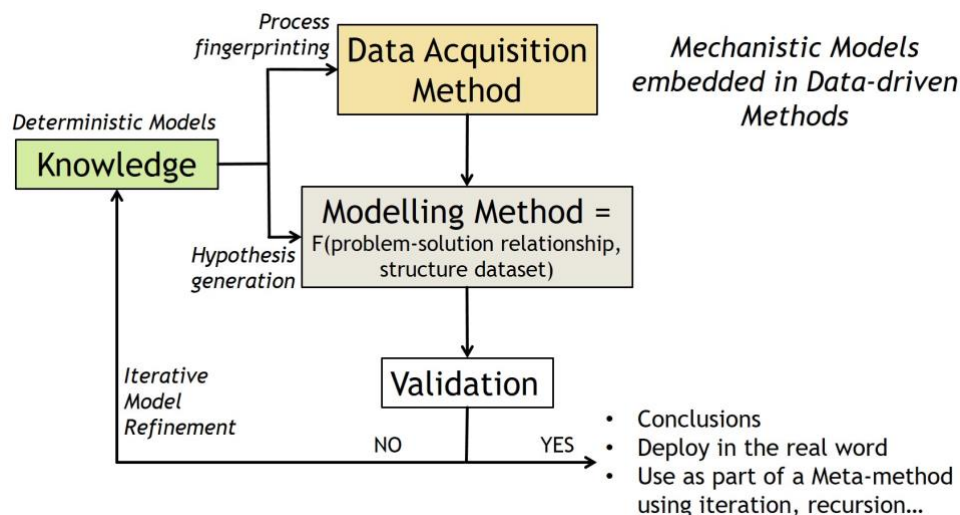 Process
fingerprinting
Data Acquisition
Method
Mechanistic Models
embedded in Data-driven
Methods
Deterministic Models
Knowledge
Modelling Method =
F(problem-solution relationship,
structure dataset)
Hypothesis
generation
Iterative
Model
Refinement
Validation
NO
YES
• Conclusions
• Deploy in the real word
• Use as part of a Meta-method
using iteration, recursion…